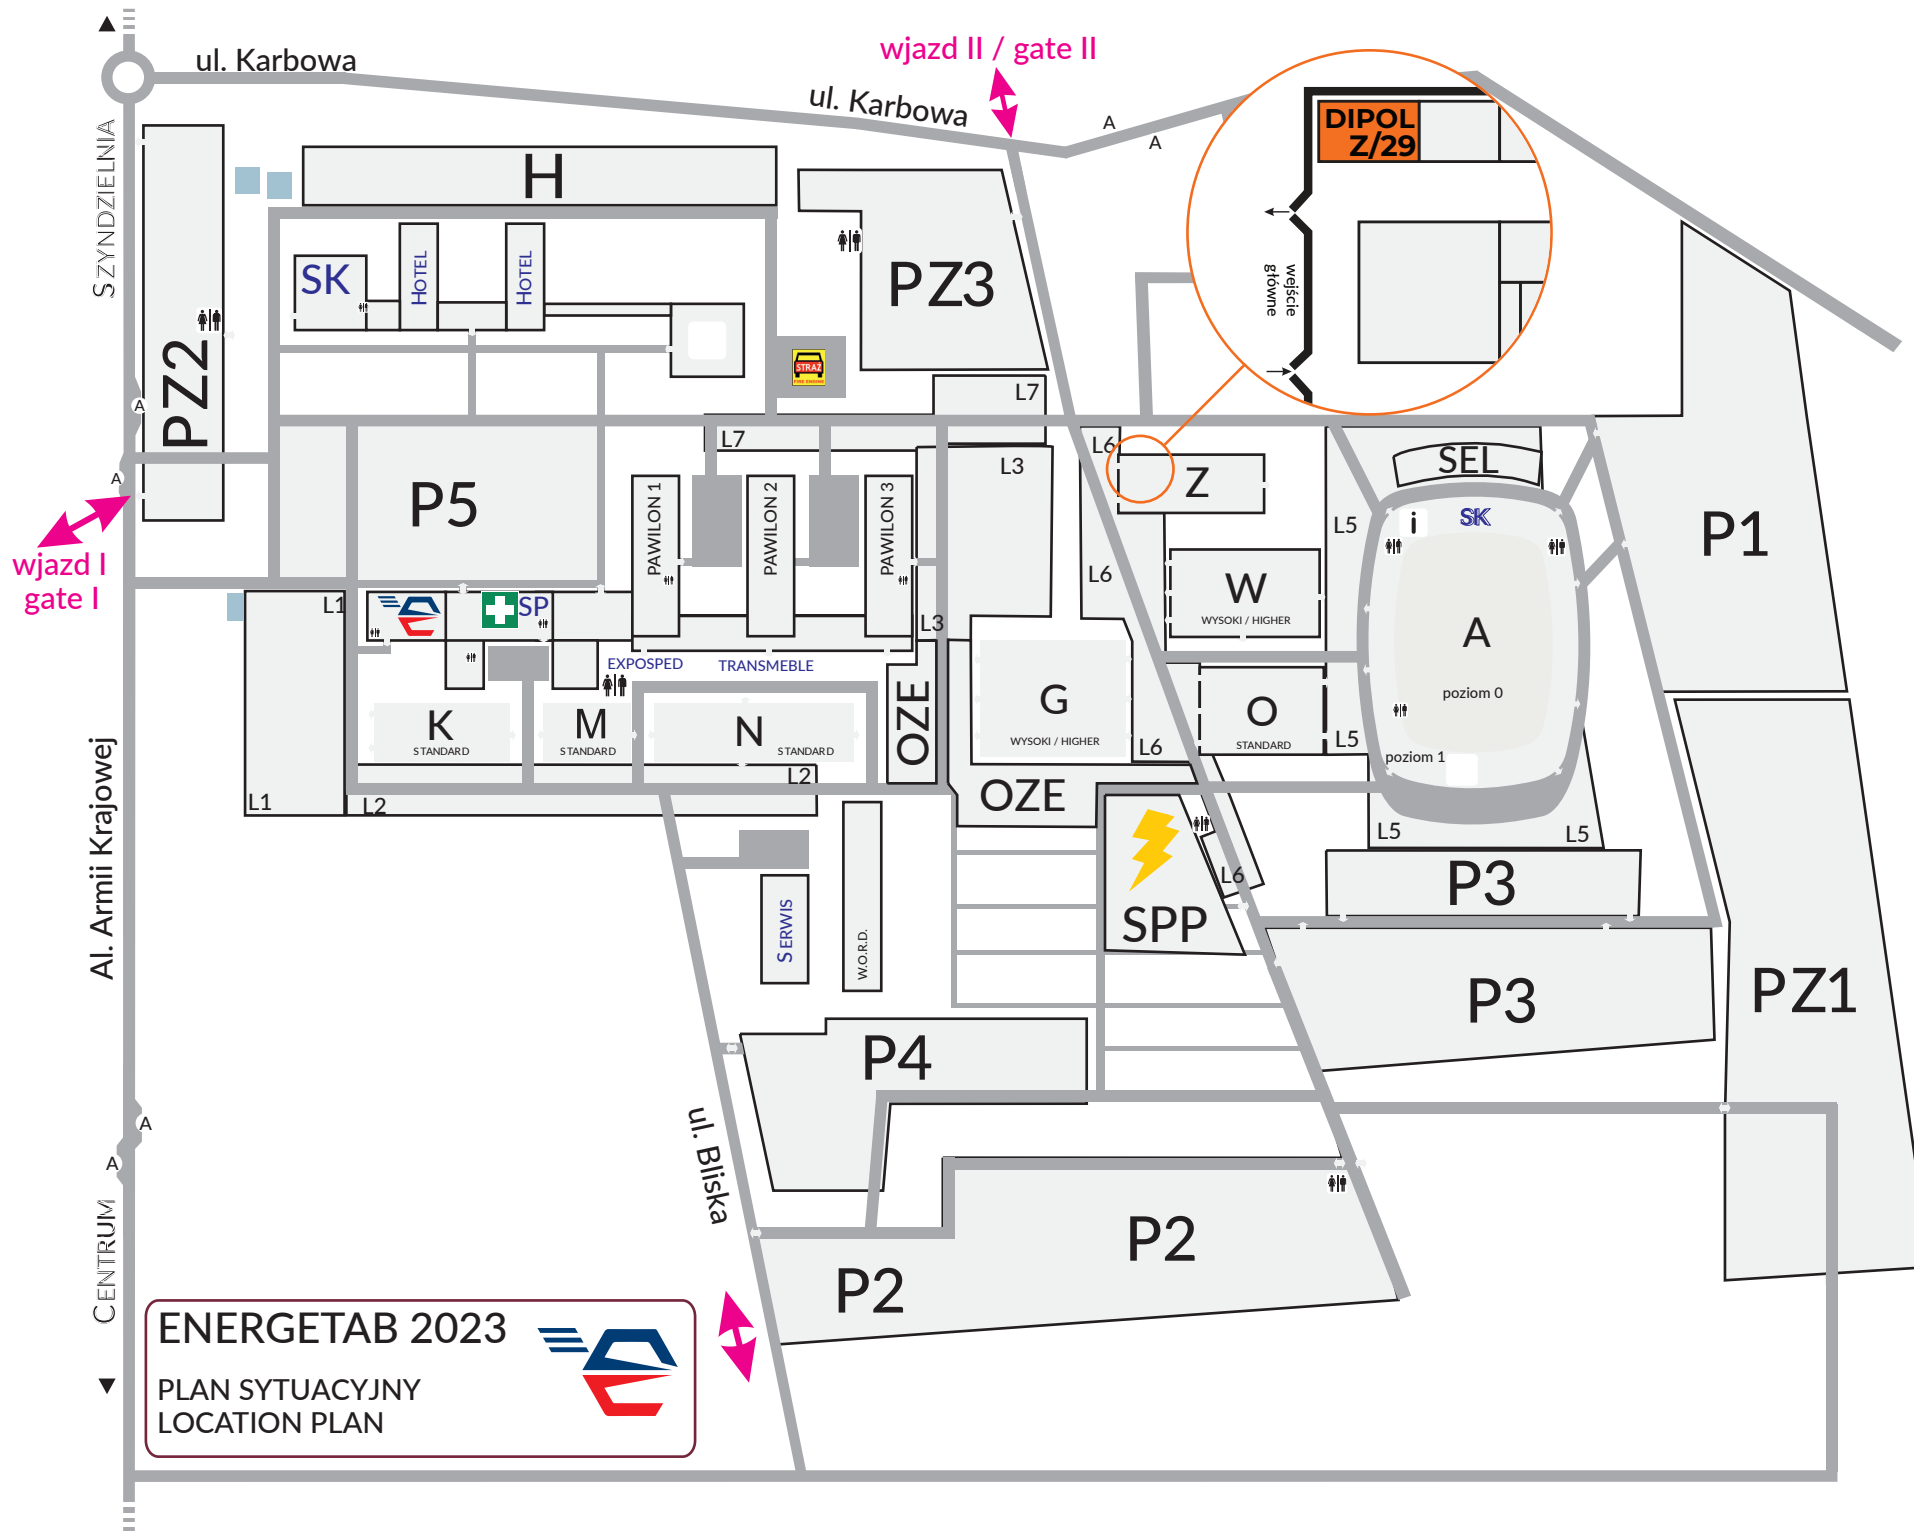 ul. Karbowa
wjazd II / gate II
ul. Karbowa
A
A
DIPOL
Z/29
wejście
główne
SZYNDZIELNIA
H
PZ3
SK
HOTEL
HOTEL
PZ2
STRAŻ
FIRE ENGINE
A
A
L7
L7
L6
L3
Z
SEL
P5
PAWILON 1
PAWILON 2
PAWILON 3
L5
i
SK
P1
wjazd I
gate I
L6
W
WYSOKI / HIGHER
L1
SP
L3
A
EXPOSPED
TRANSMEBLE
poziom 0
OZE
G
WYSOKI / HIGHER
O
STANDARD
K
STANDARD
M
STANDARD
N
STANDARD
L6
L5
poziom 1
L2
L1
L2
OZE
Al. Armii Krajowej
L5
L5
L6
P3
SERWIS
W.O.R.D.
SPP
P3
PZ1
P4
A
A
ul. Bliska
P2
P2
CENTRUM
ENERGETAB 2023
PLAN SYTUACYJNY
LOCATION PLAN